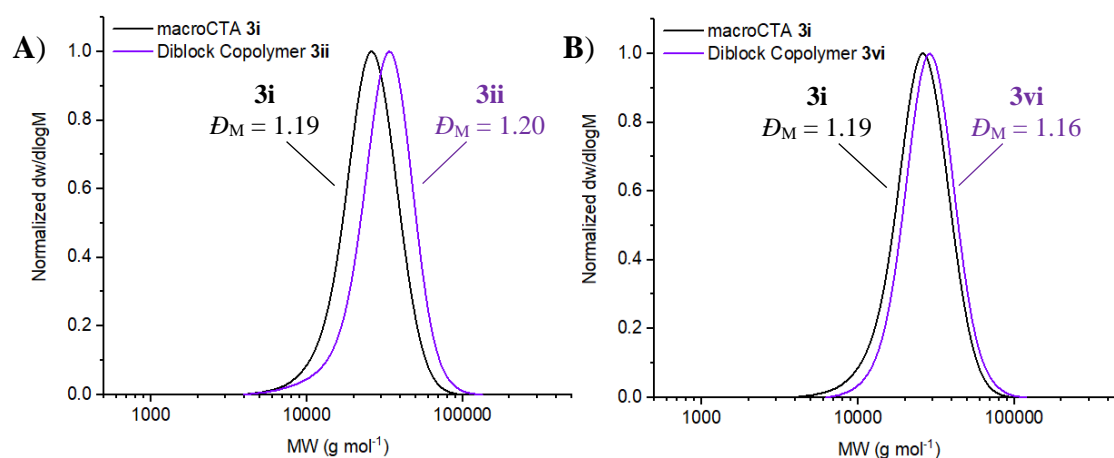 A)
macroCTA 3i
Diblock Copolymer 3ii
3i
ĐM = 1.19
3ii
ĐM = 1.20
Normalized dw/dlogM
1.0
0.8
0.6
0.4
0.2
0.0
1000
10000
100000
MW (g mol-1)
B)
macroCTA 3i
Diblock Copolymer 3vi
3i
ĐM = 1.19
3vi
ĐM = 1.16
Normalized dw/dlogM
1.0
0.8
0.6
0.4
0.2
0.0
1000
10000
100000
MW (g mol-1)